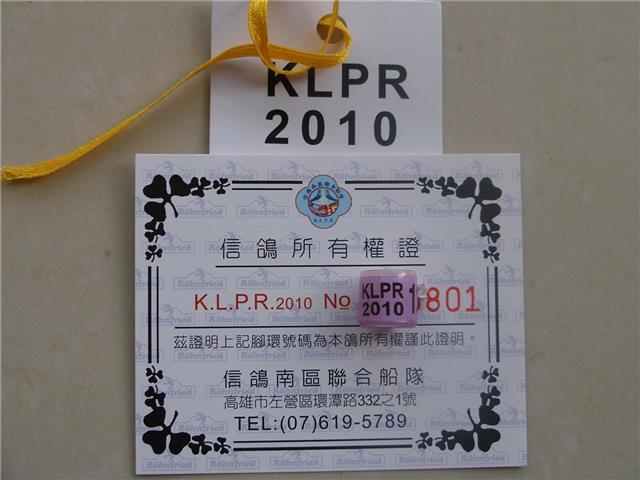 KLPR
2010
信鴿所有權證
K.L.P.R.2010 No 801
KLPR 1
2010
茲證明上記腳環號碼為本鴿所有權謹此證明。
信鴿南區聯合船隊
高雄市左營區環潭路332之1號
TEL:(07)619-5789
Röhnfried